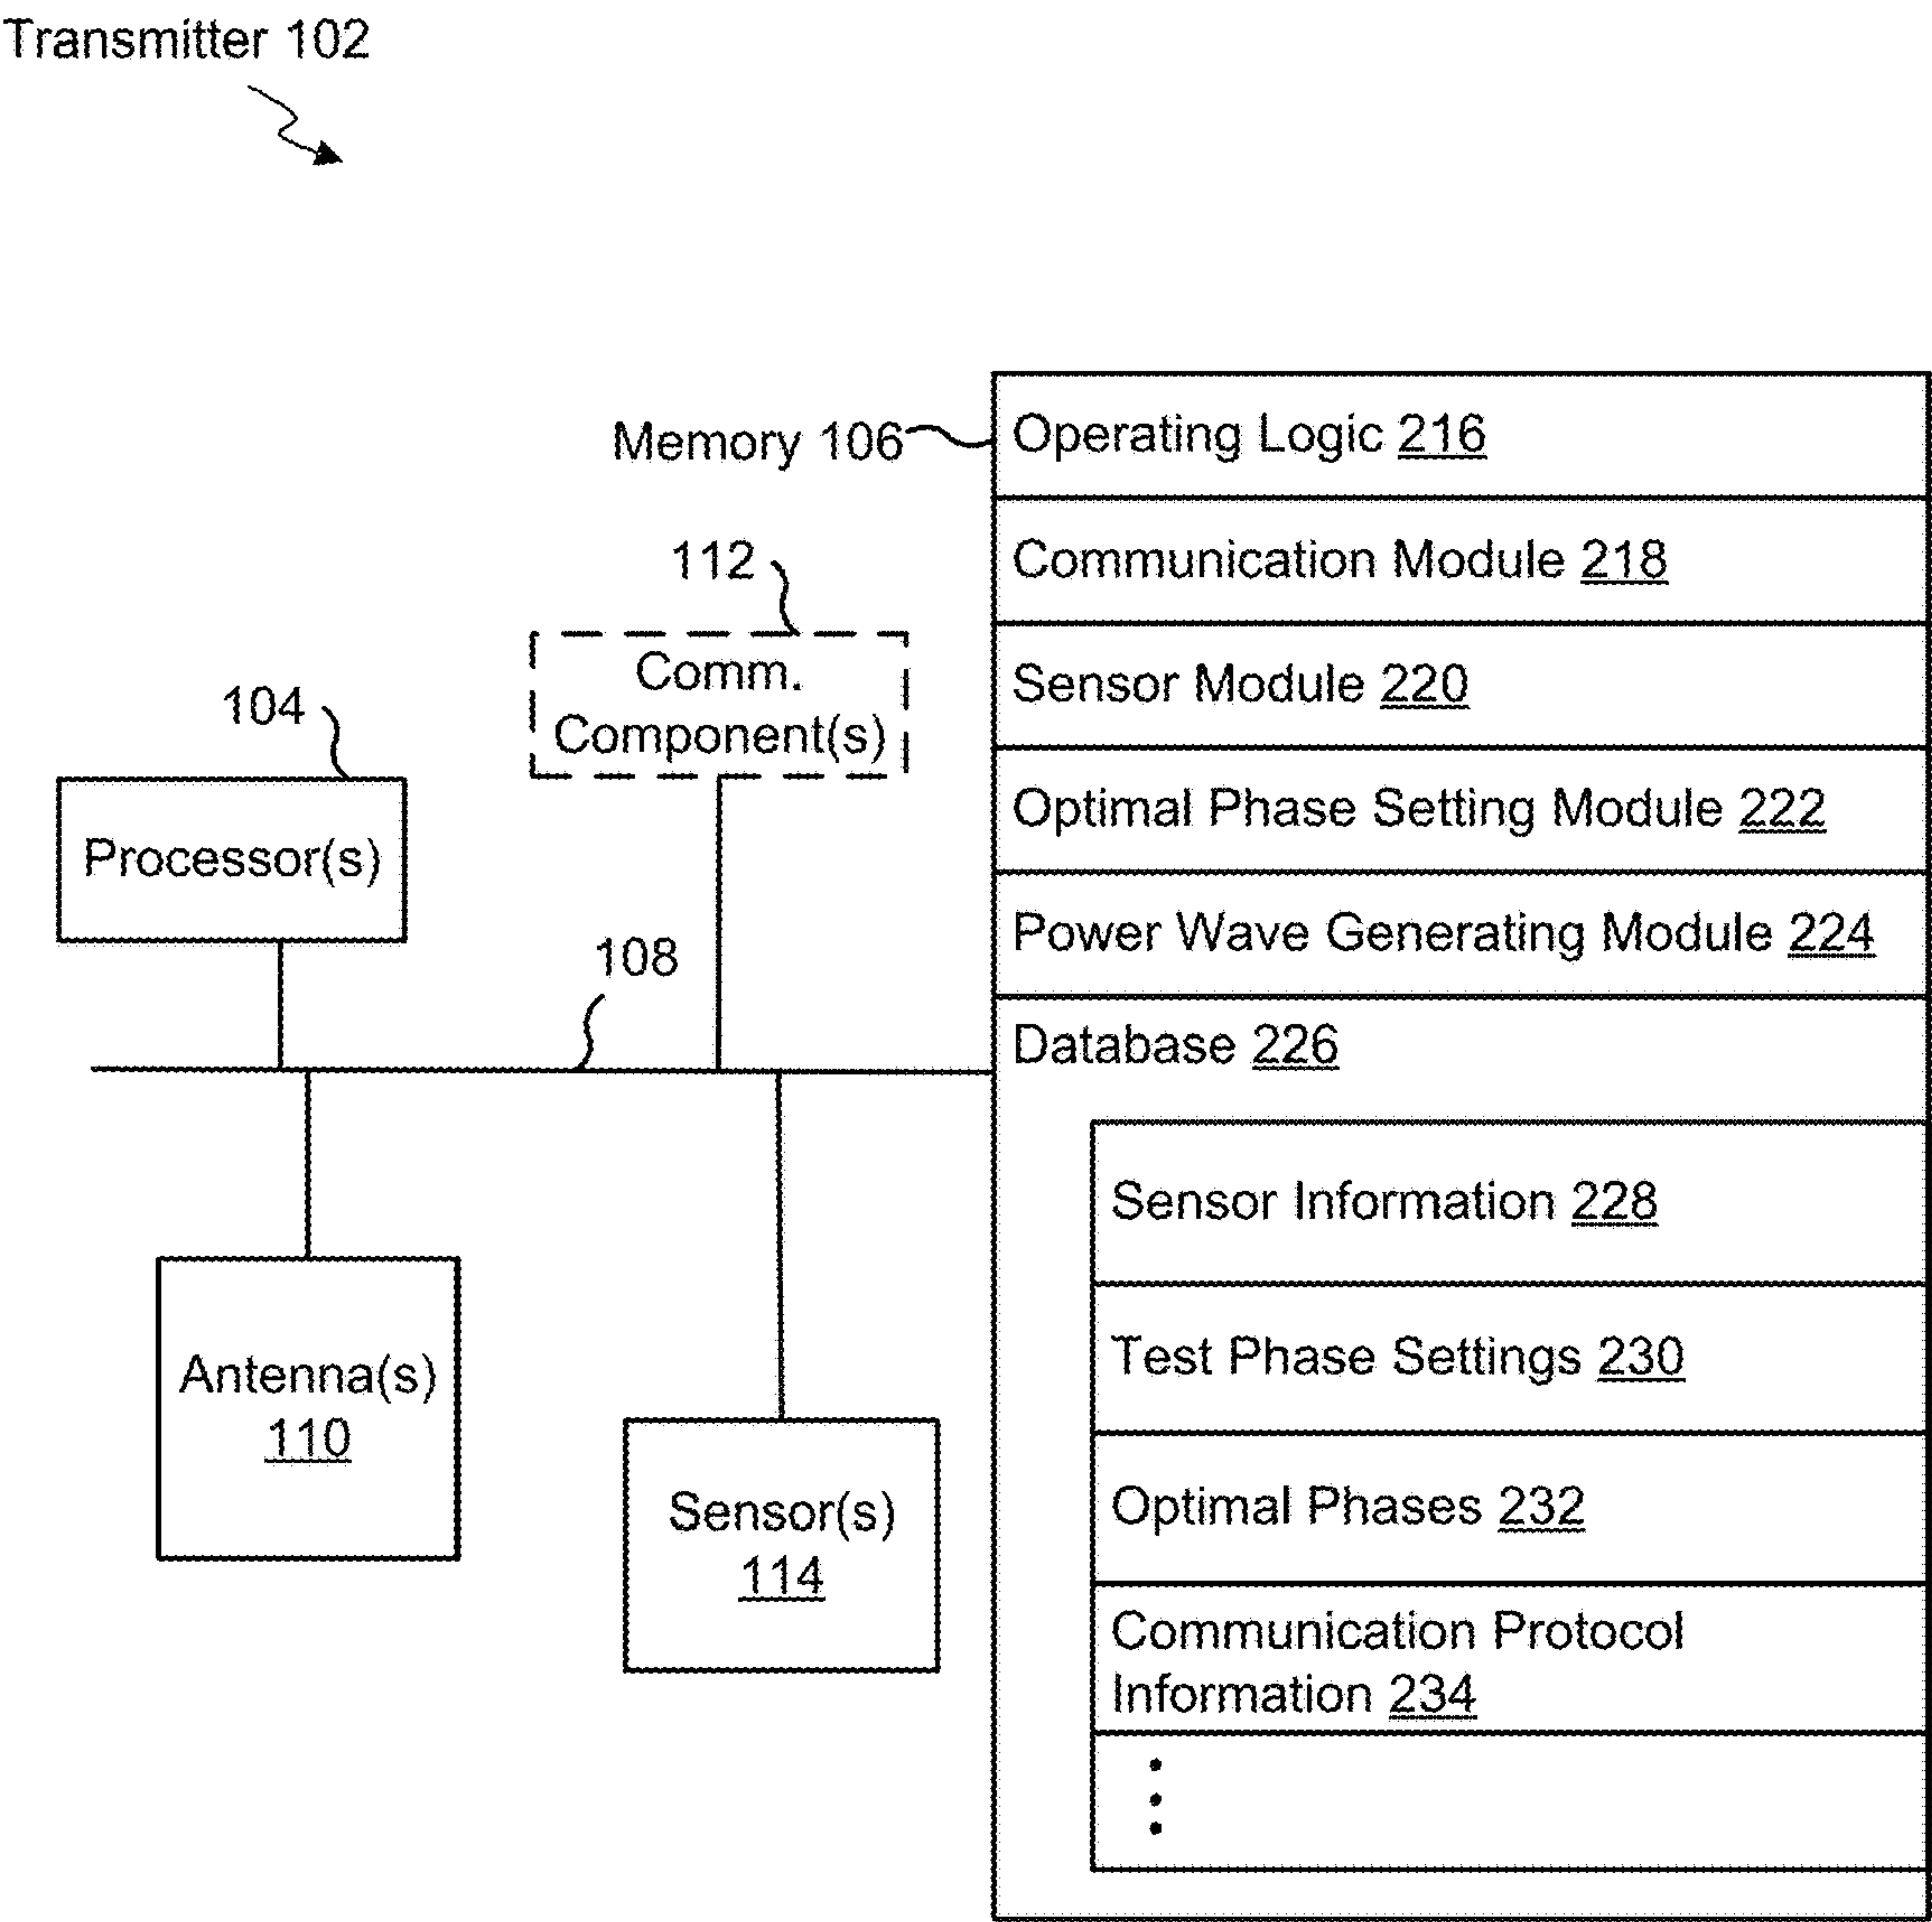 Transmitter 102
Memory 106
Operating Logic 216
Communication Module 218
Sensor Module 220
Optimal Phase Setting Module 222
Power Wave Generating Module 224
Database 226
Sensor Information 228
Test Phase Settings 230
Optimal Phases 232
Communication Protocol
Information 234
112
Comm.
Component(s)
104
Processor(s)
108
Antenna(s)
110
Sensor(s)
114